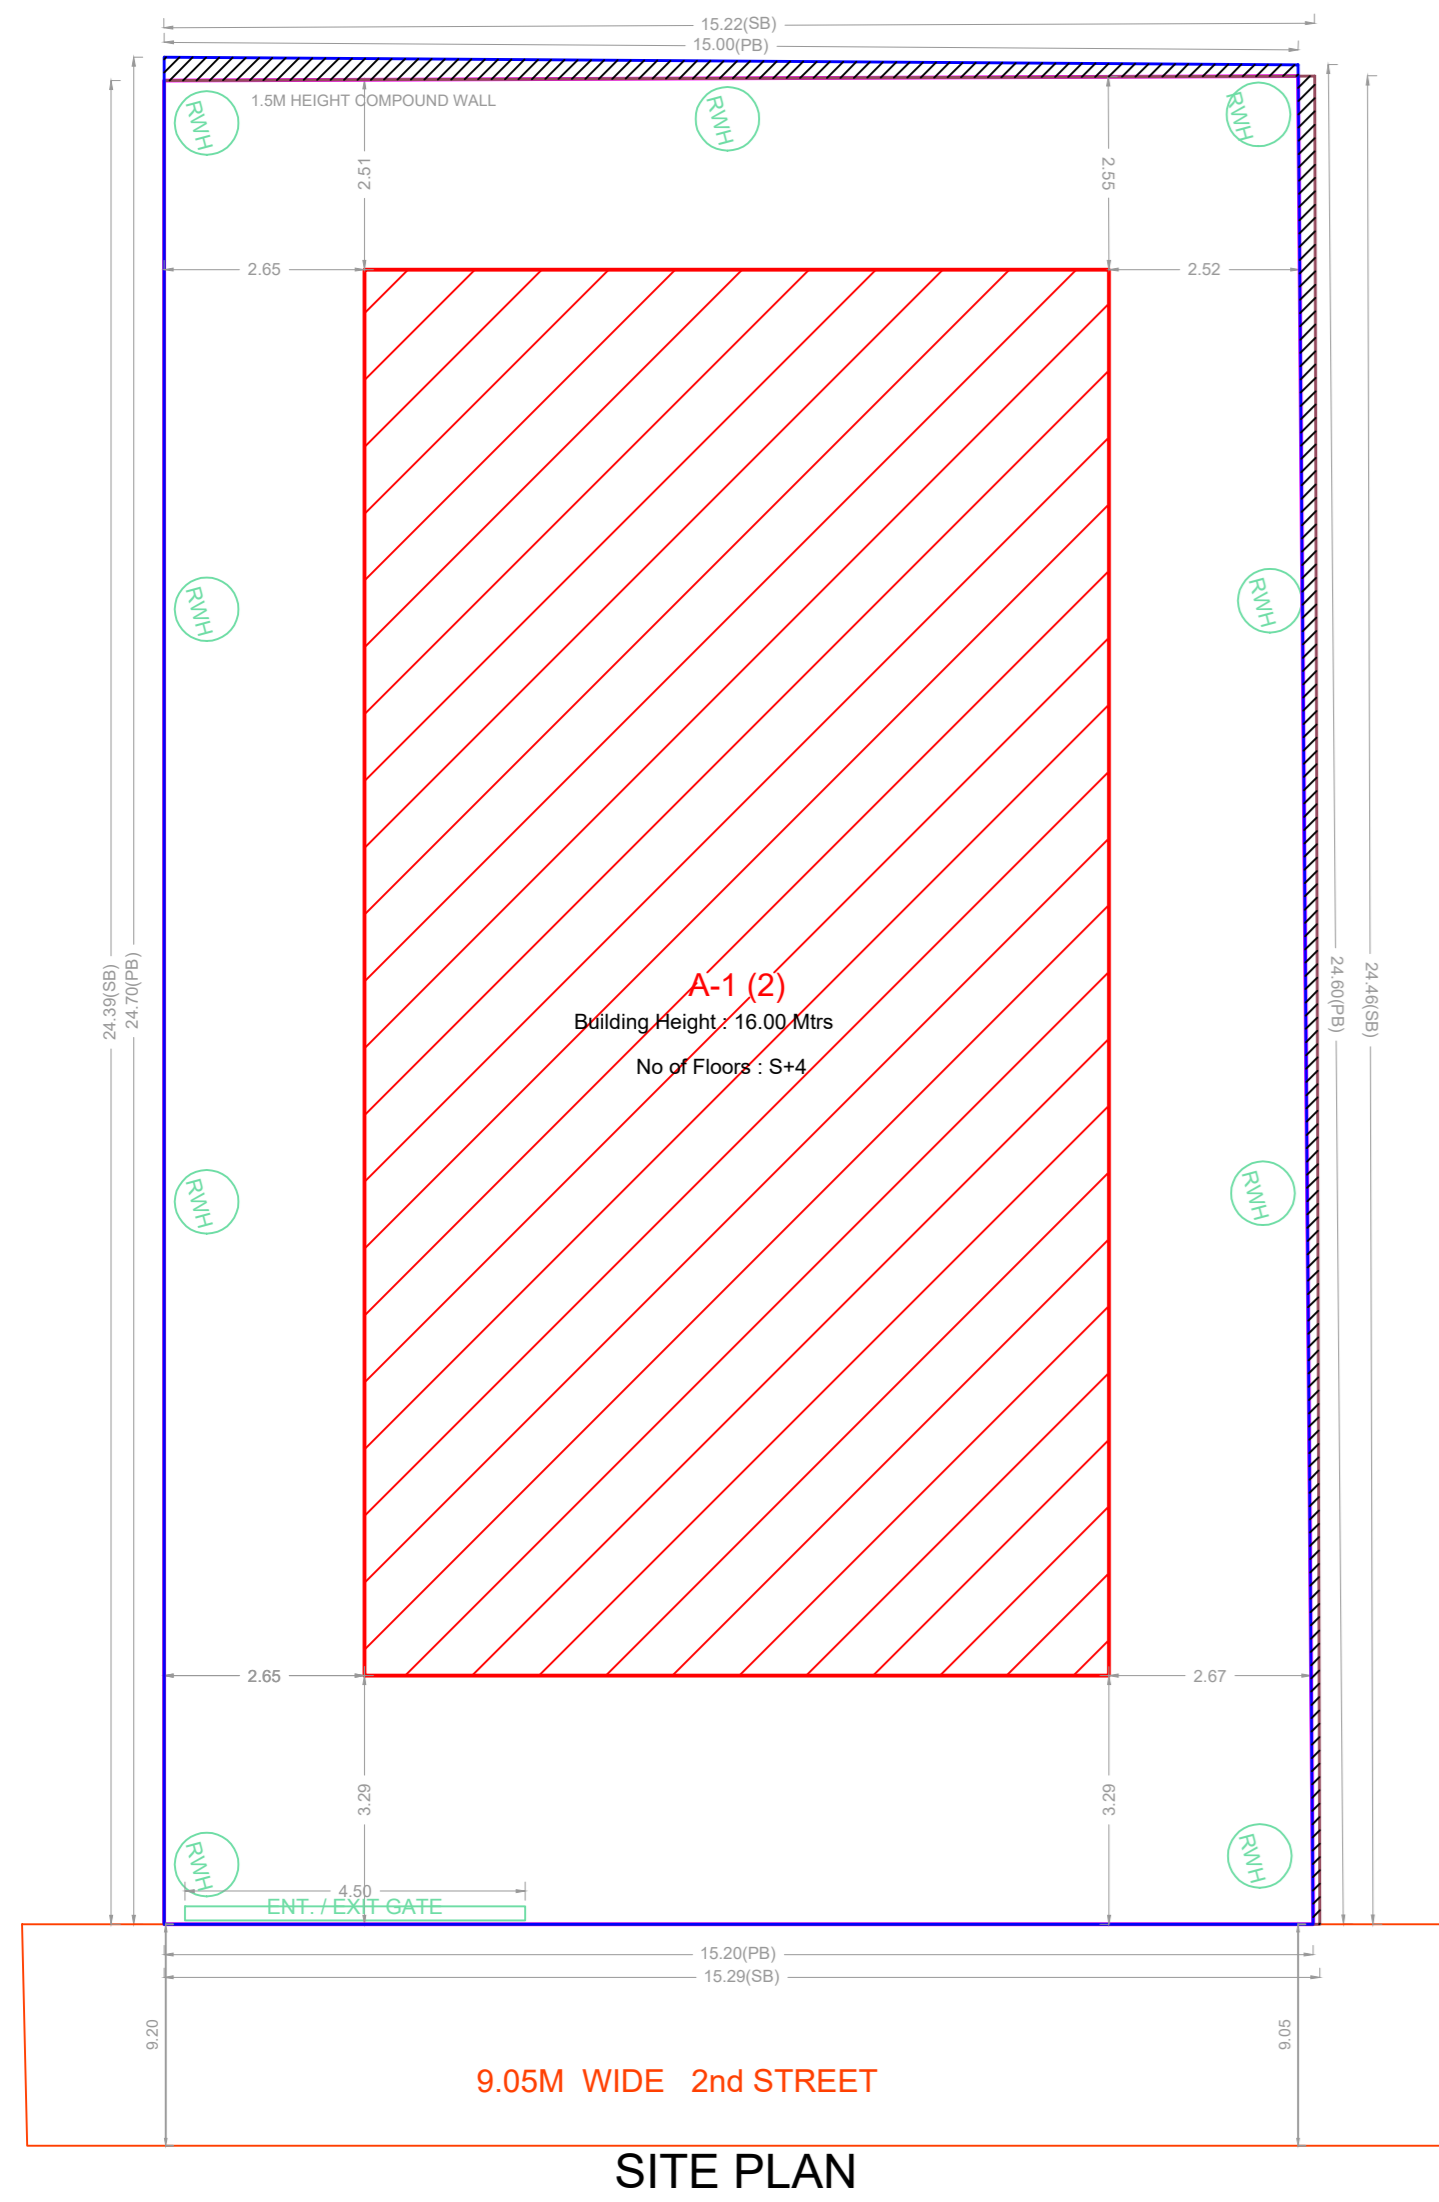 15.22(SB)
15.00(PB)
1.5M HEIGHT COMPOUND WALL
RWH
RWH
RWH
2.51
2.55
2.65
2.52
RWH
RWH
24.39(SB)
24.70(PB)
24.60(PB)
24.46(SB)
A-1 (2)
Building Height : 16.00 Mtrs
No of Floors : S+4
RWH
RWH
2.65
2.67
3.29
3.29
RWH
RWH
4.50
ENT. / EXIT GATE
15.20(PB)
15.29(SB)
9.20
9.05
9.05M WIDE 2nd STREET
SITE PLAN